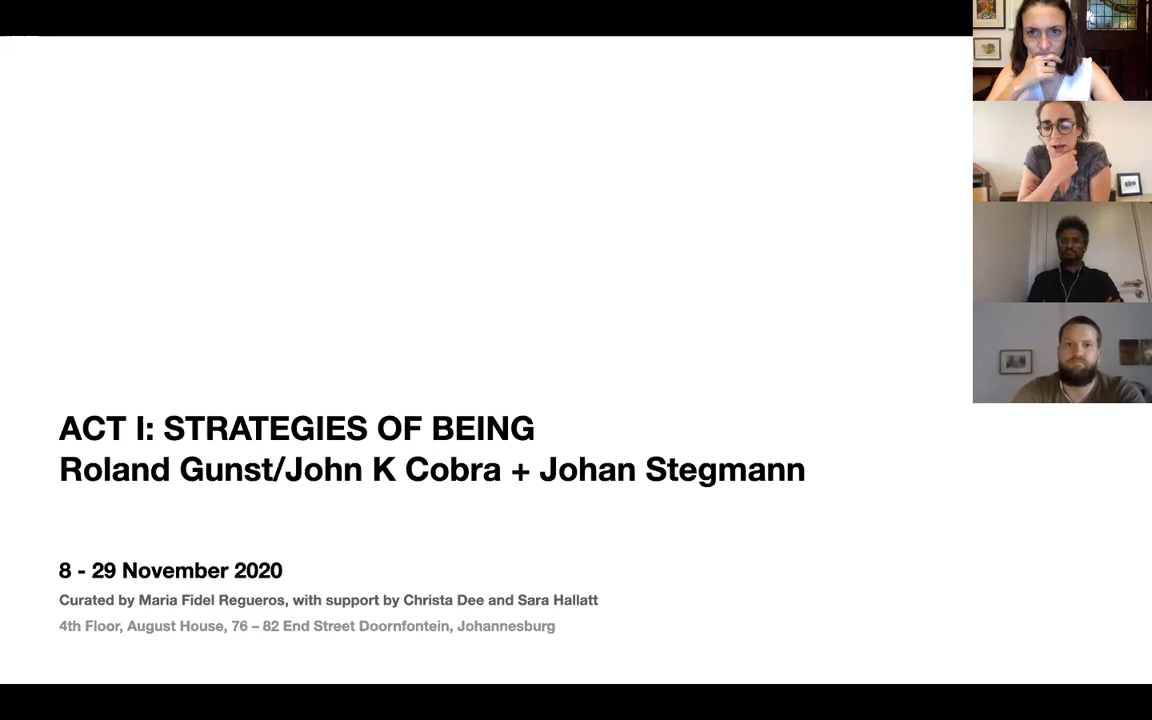 ACT I: STRATEGIES OF BEING
Roland Gunst/John K Cobra + Johan Stegmann
8 - 29 November 2020
Curated by Maria Fidel Regueros, with support by Christa Dee and Sara Hallatt
4th Floor, August House, 76 – 82 End Street Doornfontein, Johannesburg